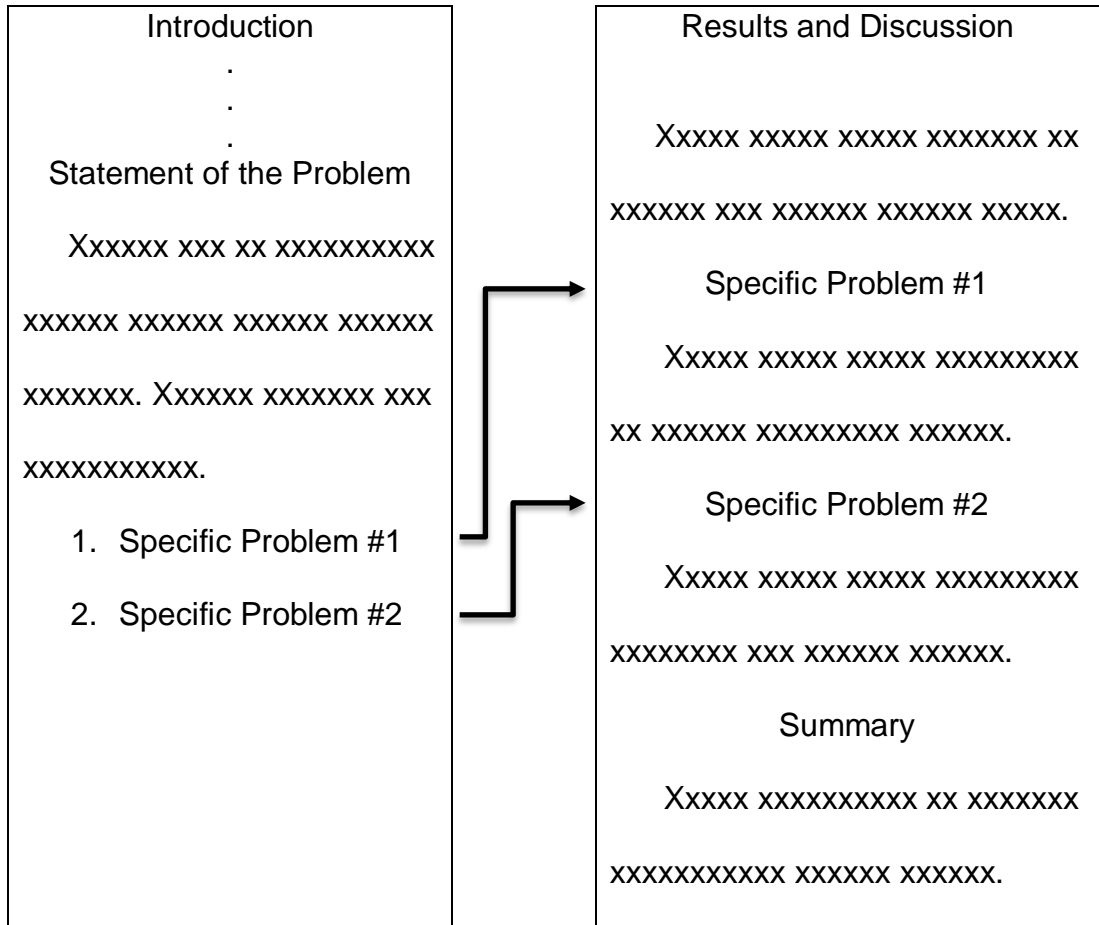 Introduction
.
.
.
Statement of the Problem
Xxxxxx xxx xx xxxxxxxxxx
xxxxxx xxxxxx xxxxxx xxxxxx
xxxxxxx. Xxxxxx xxxxxxx xxx
xxxxxxxxxxx.
1. Specific Problem #1
2. Specific Problem #2
Results and Discussion
Xxxxx xxxxx xxxxx xxxxxxx xx
xxxxxx xxx xxxxxx xxxxxx xxxxx.
Specific Problem #1
Xxxxx xxxxx xxxxx xxxxxxxxx
xx xxxxxx xxxxxxxxx xxxxxx.
Specific Problem #2
Xxxxx xxxxx xxxxx xxxxxxxxx
xxxxxxxx xxx xxxxxx xxxxxx.
Summary
Xxxxx xxxxxxxxxx xx xxxxxxx
xxxxxxxxxxx xxxxxx xxxxxx.